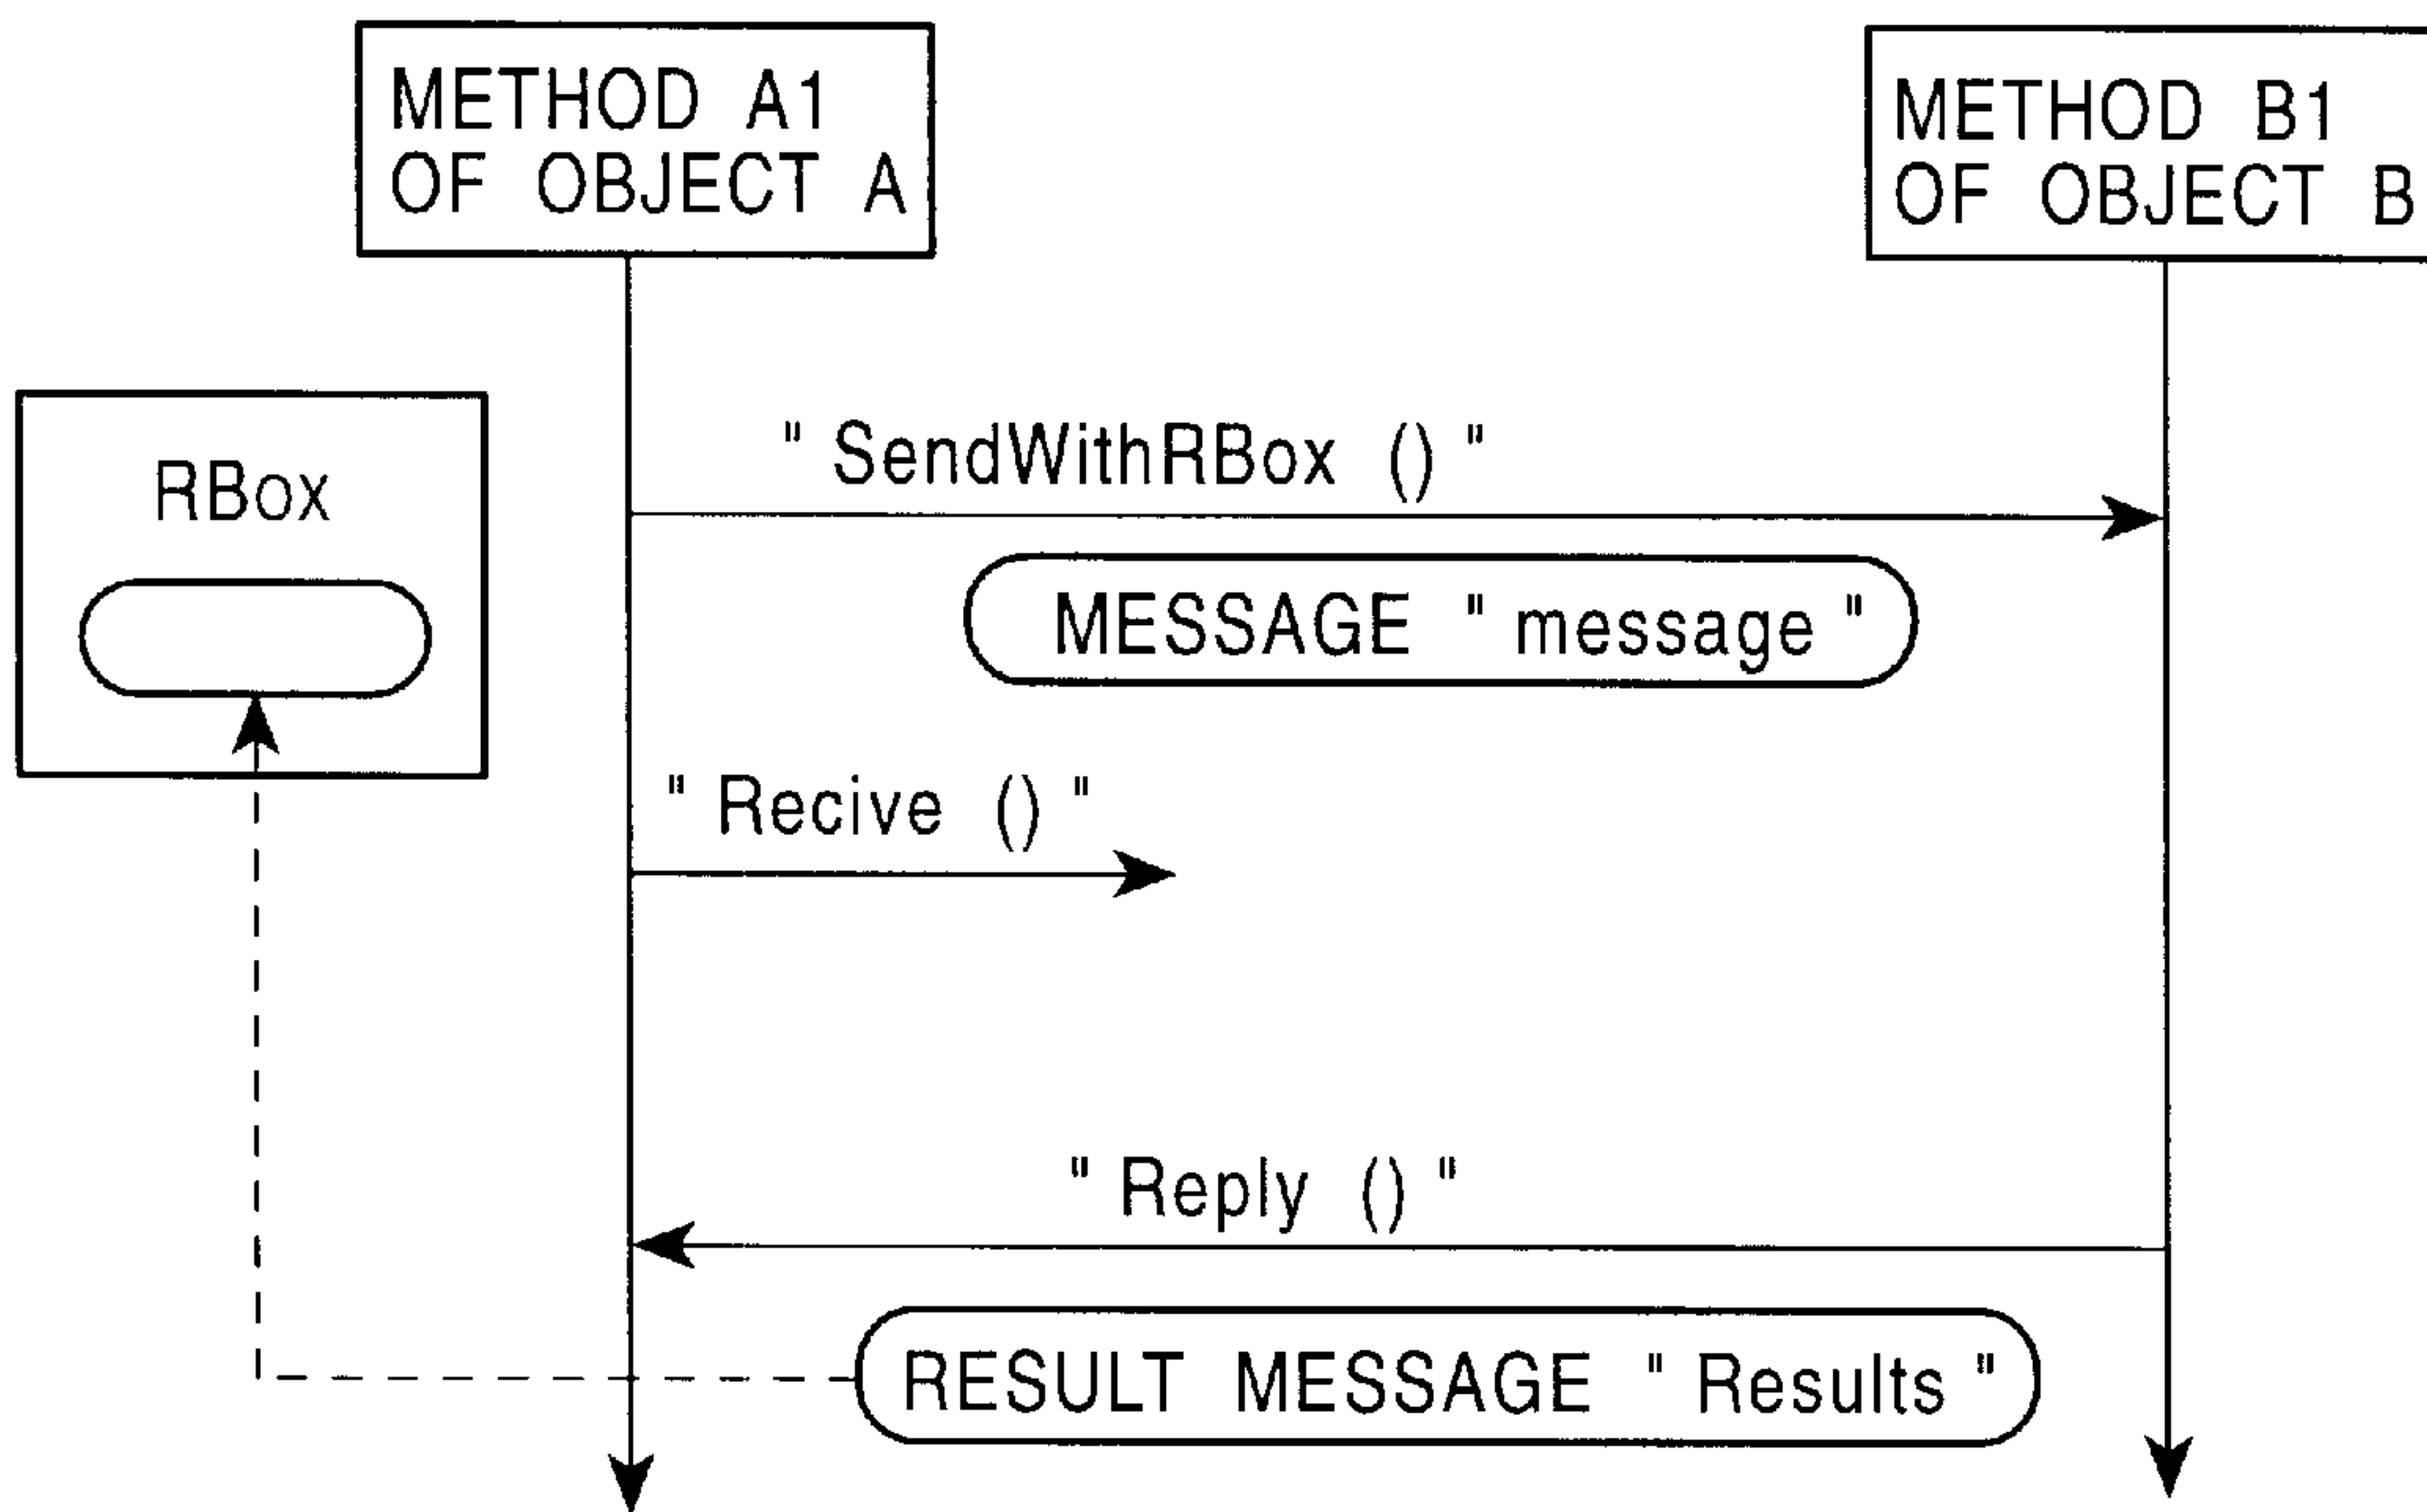 METHOD A1
OF OBJECT A
METHOD B1
OF OBJECT B
RBox
" SendWithRBox () "
MESSAGE " message "
" Recive () "
" Reply () "
RESULT MESSAGE " Results "